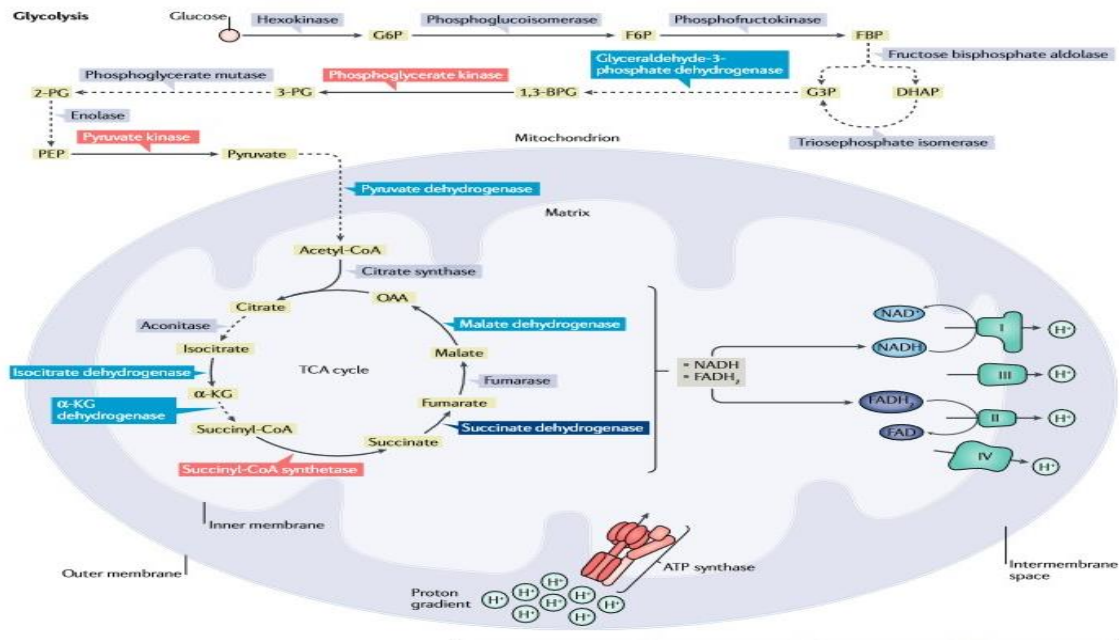 Glycolysis
Glucose
Hexokinase
G6P
Phosphoglucoisomerase
F6P
Phosphofructokinase
FBP
Fructose bisphosphate aldolase
Phosphoglycerate mutase
Phosphoglycerate kinase
Glyceraldehyde-3-
phosphate dehydrogenase
2-PG
3-PG
1,3-BPG
G3P
DHAP
Enolase
Triosephosphate isomerase
Pyruvate kinase
PEP
Pyruvate
Mitochondrion
Pyruvate dehydrogenase
Matrix
Acetyl-CoA
Citrate synthase
Citrate
OAA
Aconitase
Malate dehydrogenase
Isocitrate
Malate
Isocitrate dehydrogenase
TCA cycle
Fumarase
α-KG
α-KG
dehydrogenase
Fumarate
Succinyl-CoA
Succinate
Succinate dehydrogenase
Succinyl-CoA synthetase
• NADH
• FADH₂
NAD⁺
NADH
I
H⁺
III
H⁺
FADH₂
FAD
II
H⁺
IV
H⁺
Inner membrane
Outer membrane
Proton
gradient
H⁺
H⁺
H⁺
H⁺
H⁺
H⁺
H⁺
H⁺
ATP synthase
Intermembrane
space